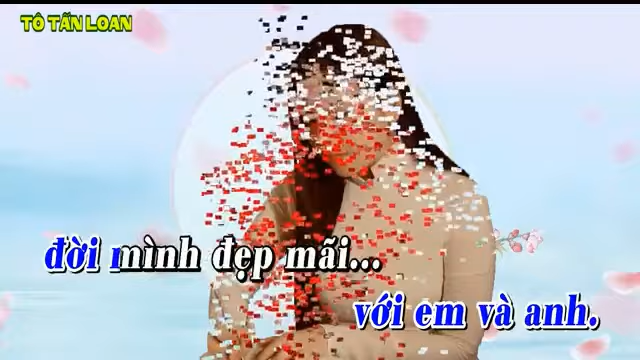 TÔ TẤN LOAN
đời mình đẹp mãi...
với em và anh.